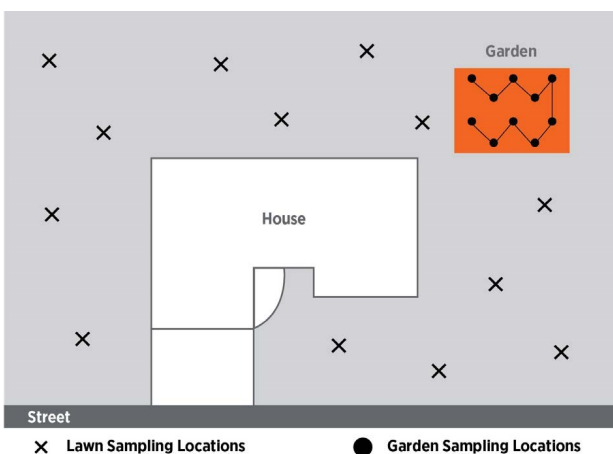 Garden
House
Street
Lawn Sampling Locations
Garden Sampling Locations